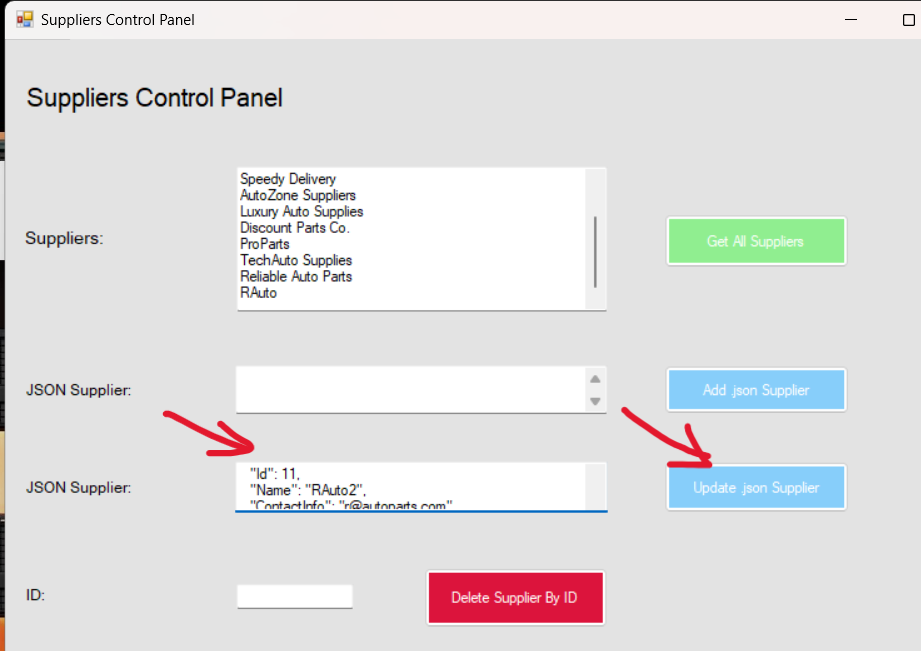 Suppliers Control Panel
Suppliers Control Panel
Suppliers:
Speedy Delivery
AutoZone Suppliers
Luxury Auto Supplies
Discount Parts Co.
ProParts
TechAuto Supplies
Reliable Auto Parts
RAuto
Get All Suppliers
JSON Supplier:
Add .json Supplier
JSON Supplier:
"Id": 11,
"Name": "RAuto2",
"ContactInfo": "r@autoparts.com"
Update .json Supplier
ID:
Delete Supplier By ID